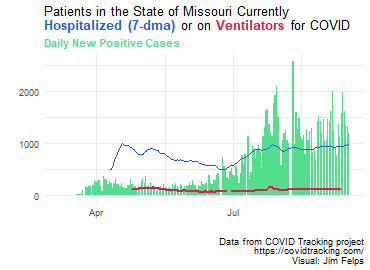 Patients in the State of Missouri Currently
Hospitalized (7-dma) or on Ventilators for COVID
Daily New Positive Cases
2000
1000
0
Apr
Jul
Data from COVID Tracking project
https://covidtracking.com/
Visual: Jim Felps